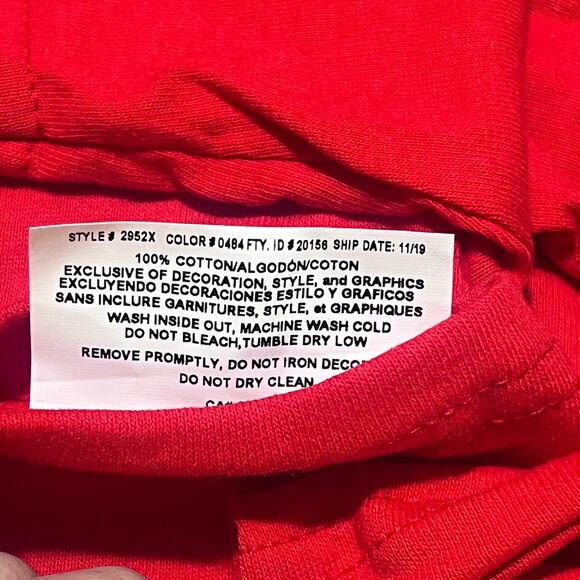 STYLE # 2952X COLOR # 0484 FTY. ID # 20156 SHIP DATE: 11/19
100% COTTON/ALGODÓN/COTON
EXCLUSIVE OF DECORATION, STYLE, and GRAPHICS
EXCLUYENDO DECORACIONES ESTILO Y GRAFICOS
SANS INCLURE GARNITURES, STYLE, et GRAPHIQUES
WASH INSIDE OUT, MACHINE WASH COLD
DO NOT BLEACH,TUMBLE DRY LOW
REMOVE PROMPTLY, DO NOT IRON
DO NOT DRY CLEAN